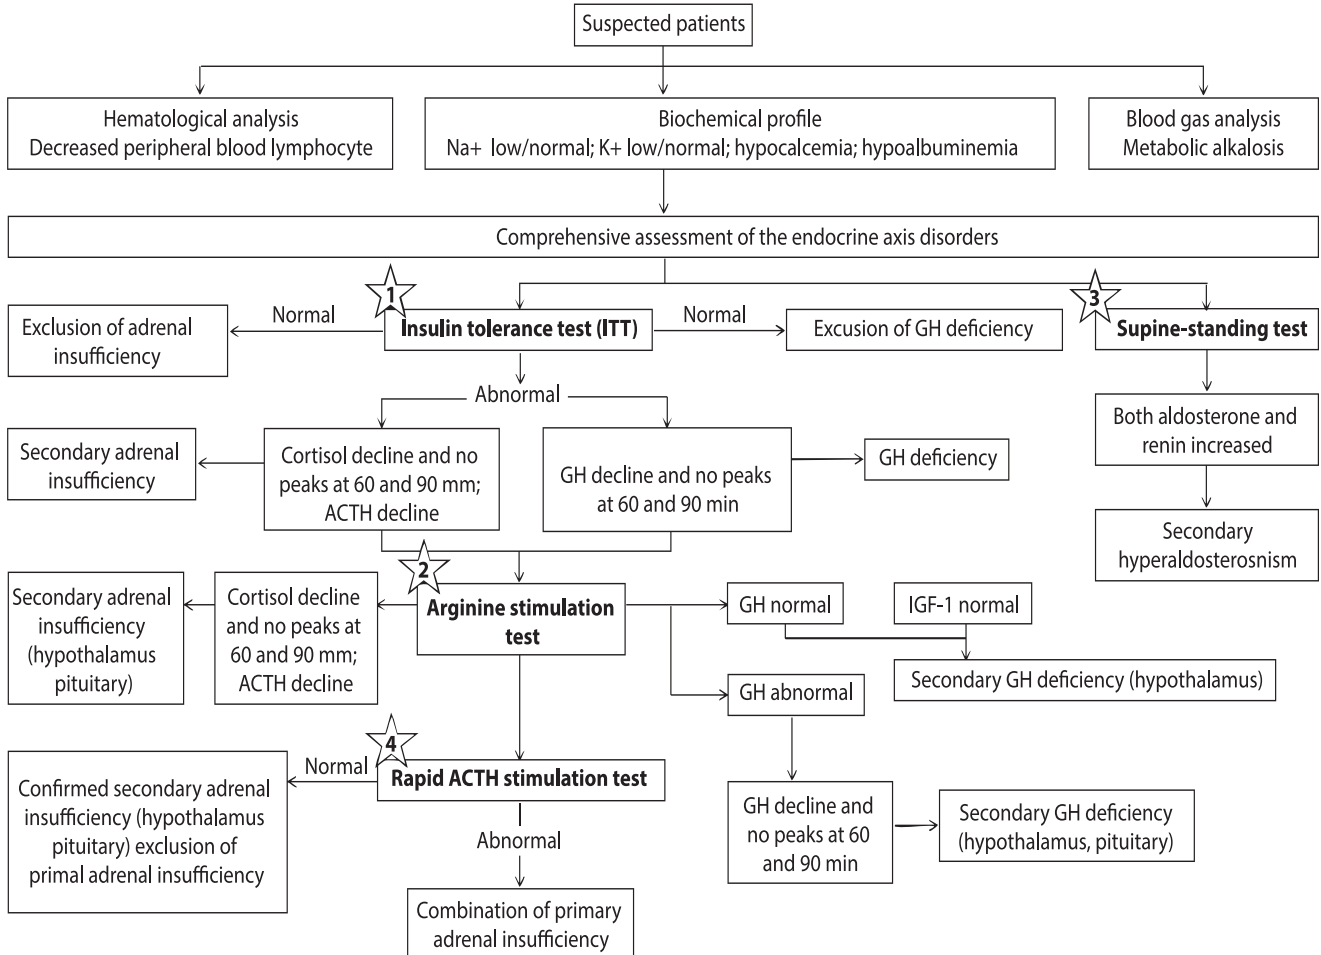 Suspected patients
Hematological analysis
Decreased peripheral blood lymphocyte
Biochemical profile
Na+ low/normal; K+ low/normal; hypocalcemia; hypoalbuminemia
Blood gas analysis
Metabolic alkalosis
Comprehensive assessment of the endocrine axis disorders
1
3
Exclusion of adrenal
insufficiency
Normal
Insulin tolerance test (ITT)
Normal
Excusion of GH deficiency
Supine-standing test
Abnormal
Secondary adrenal
insufficiency
Cortisol decline and no
peaks at 60 and 90 mm;
ACTH decline
GH decline and no peaks
at 60 and 90 min
GH deficiency
Both aldosterone and
renin increased
Secondary
hyperaldosterosnism
2
Secondary adrenal
insufficiency
(hypothalamus
pituitary)
Cortisol decline
and no peaks at
60 and 90 mm;
ACTH decline
Arginine stimulation
test
GH normal
IGF-1 normal
Secondary GH deficiency (hypothalamus)
GH abnormal
4
Confirmed secondary adrenal
insufficiency (hypothalamus
pituitary) exclusion of
primal adrenal insufficiency
Normal
Rapid ACTH stimulation test
Abnormal
GH decline and
no peaks at 60
and 90 min
Secondary GH deficiency
(hypothalamus, pituitary)
Combination of primary
adrenal insufficiency